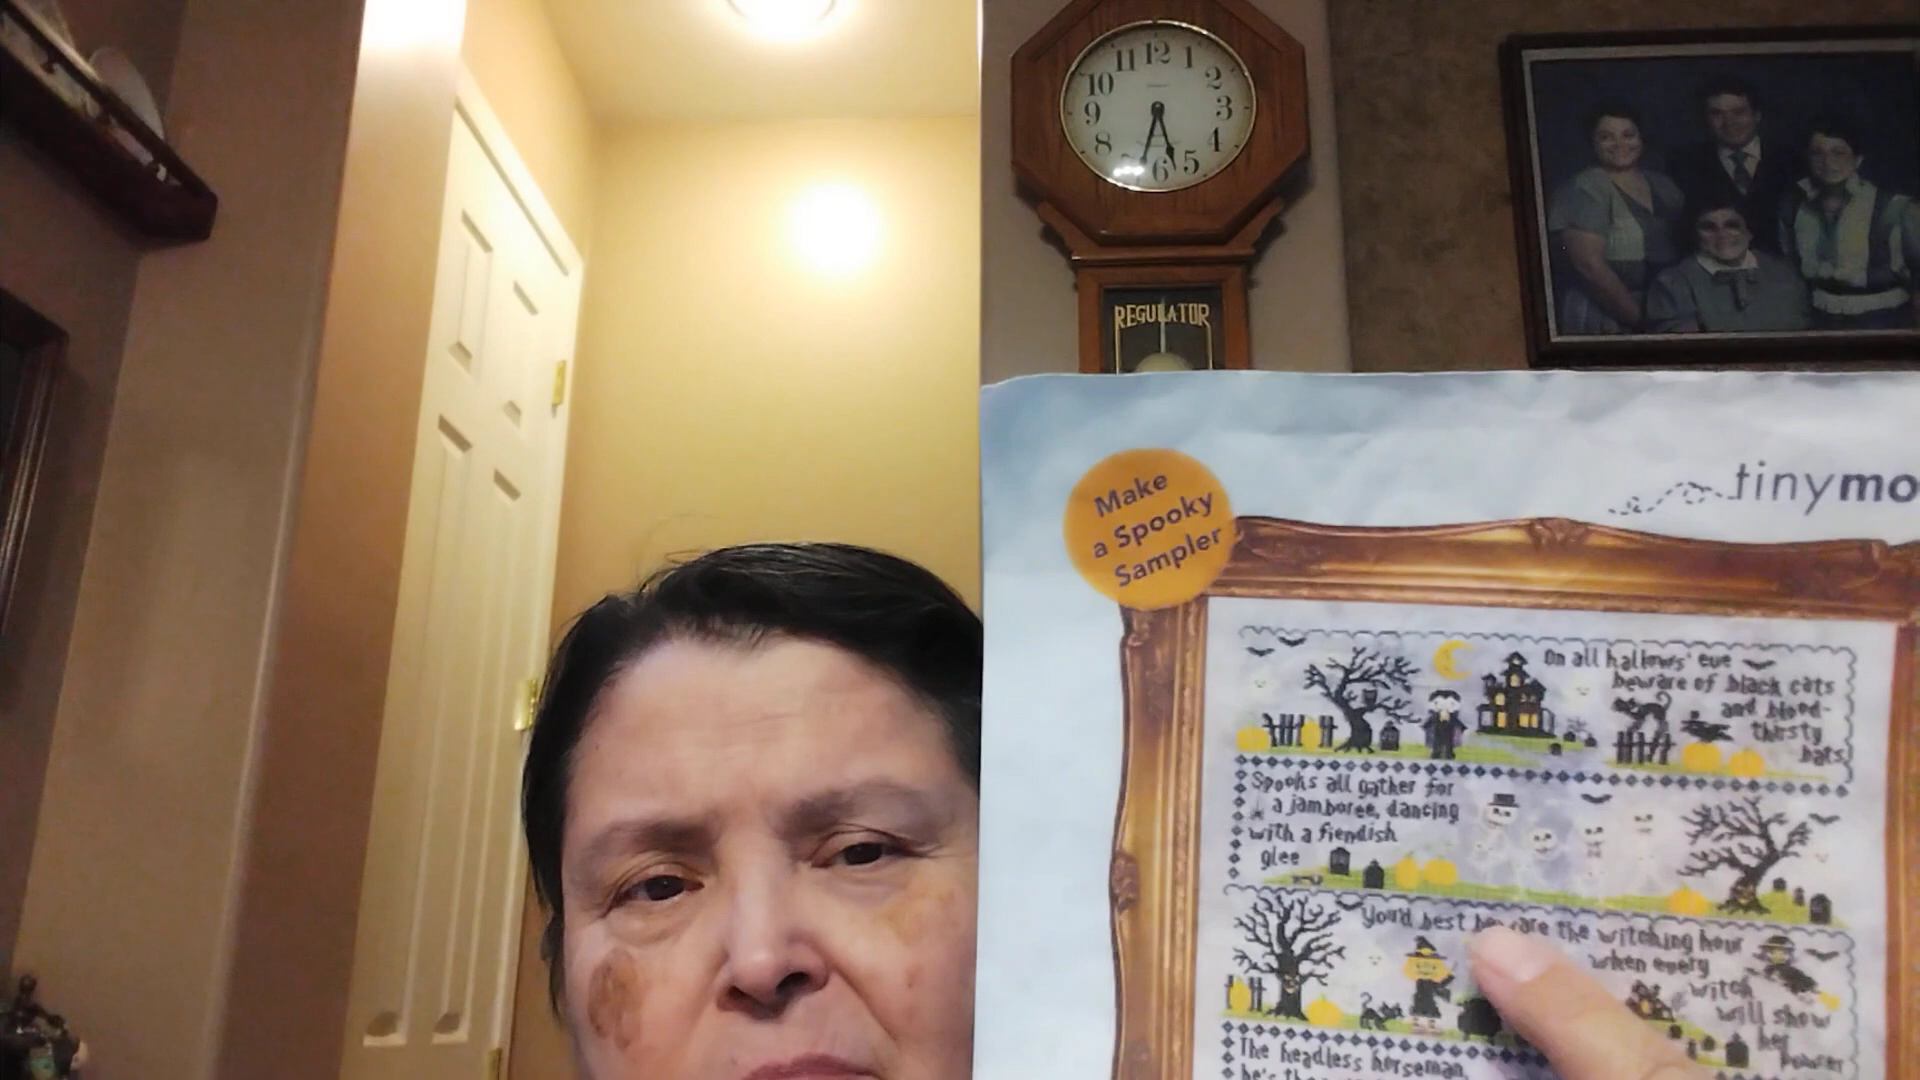 11 12 1
10 2
9 3
8 4
6 5
REGULATOR
Make
a Spooky
Sampler
tinymo
On all hallows' eve
beware of black cats
and blood-
thirsty
bats
Spooks all gather for
a jamboree, dancing
with a fiendish
glee
You'd best beware the witching hour
when every
witch
will show
her
power
The headless horseman,
he's the